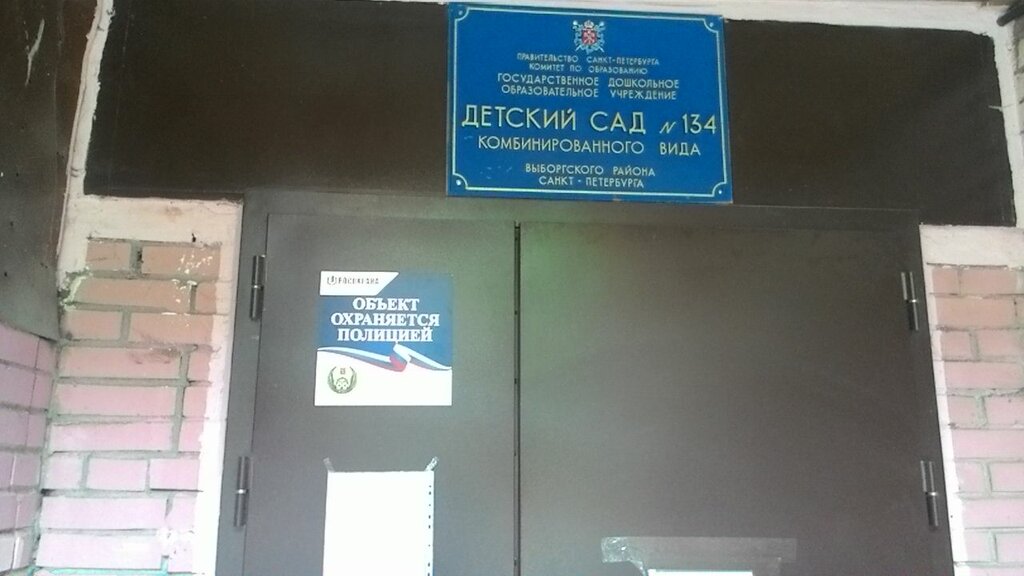 ПРАВИТЕЛЬСТВО САНКТ-ПЕТЕРБУРГА
КОМИТЕТ ПО ОБРАЗОВАНИЮ
ГОСУДАРСТВЕННОЕ ДОШКОЛЬНОЕ
ОБРАЗОВАТЕЛЬНОЕ УЧРЕЖДЕНИЕ
ДЕТСКИЙ САД N 134
КОМБИНИРОВАННОГО ВИДА
ВЫБОРГСКОГО РАЙОНА
САНКТ - ПЕТЕРБУРГА
РОСОХРАНА
ОБЪЕКТ
ОХРАНЯЕТСЯ
ПОЛИЦИЕЙ